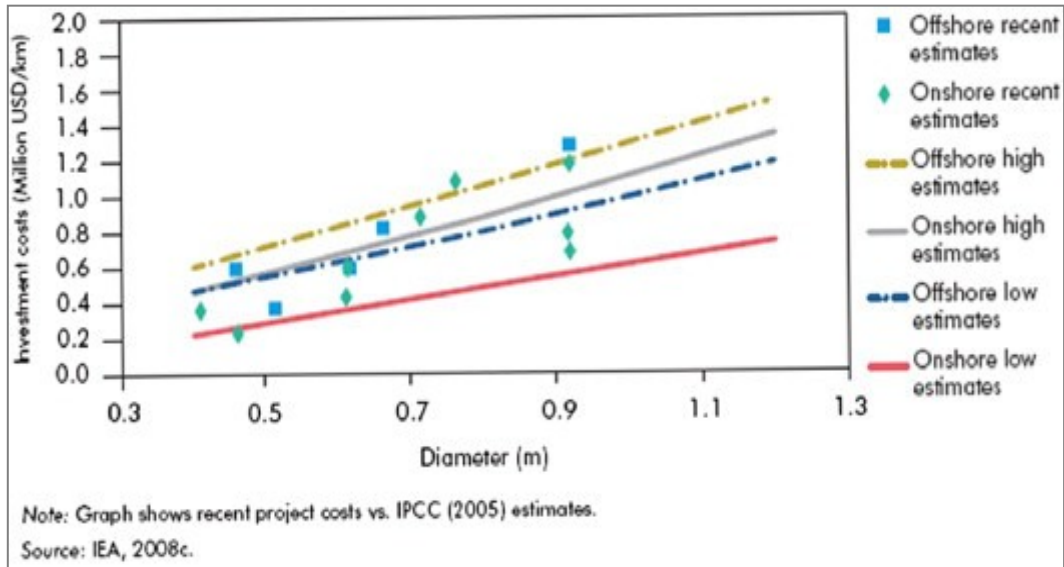 2.0
1.8
1.6
1.4
1.2
1.0
0.8
0.6
0.4
0.2
0.0
Investment costs (Million USD/km)
0.3 0.5 0.7 0.9 1.1 1.3
Diameter (m)
Offshore recent
estimates
Onshore recent
estimates
Offshore high
estimates
Onshore high
estimates
Offshore low
estimates
Onshore low
estimates
Note: Graph shows recent project costs vs. IPCC (2005) estimates.
Source: IEA, 2008c.